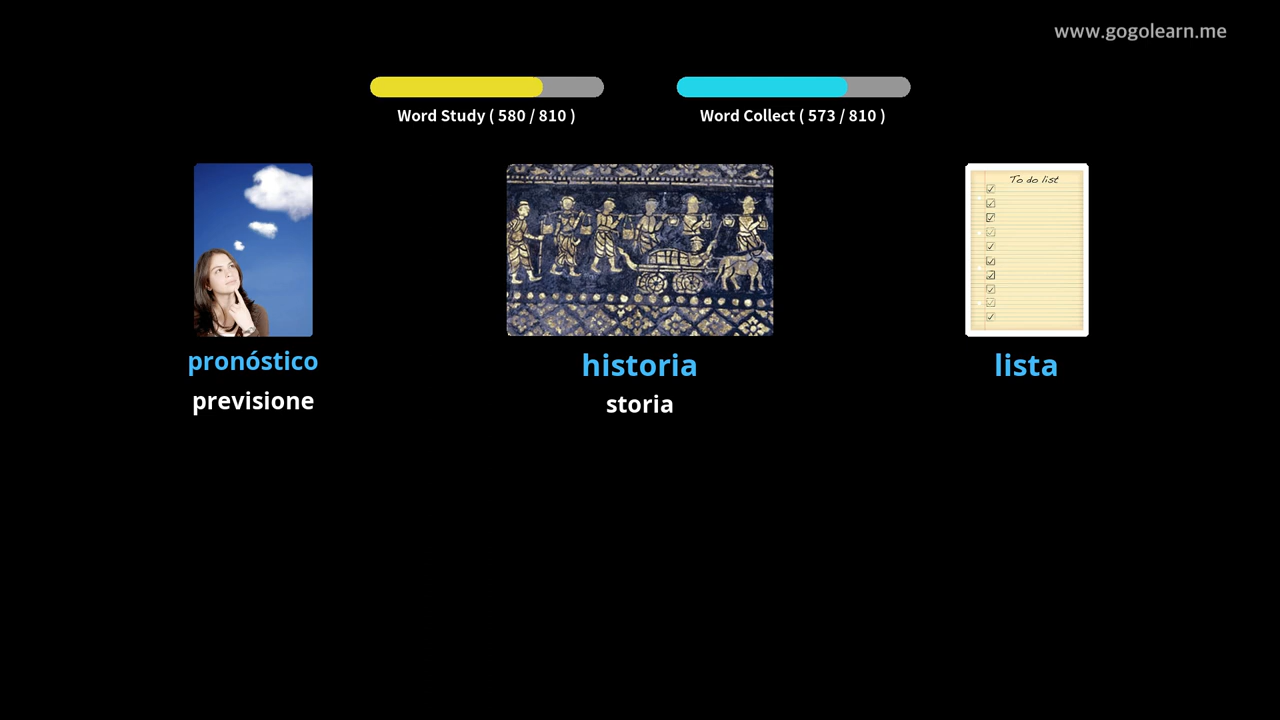 www.gogolearn.me
Word Study ( 580 / 810 )
Word Collect ( 573 / 810 )
To do list
pronóstico
historia
lista
previsione
storia